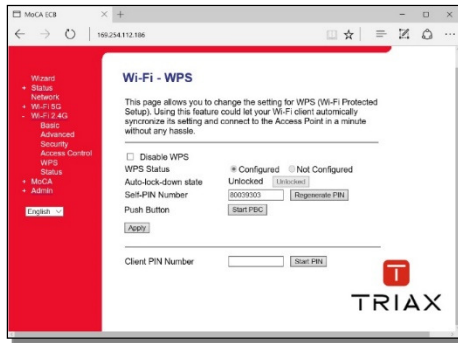 MoCA ECB
169.254.112.186
Wizard
+ Status
Network
+ Wi-Fi 5G
- Wi-Fi 2.4G
Basic
Advanced
Security
Access Control
WPS
Status
+ MoCA
+ Admin
English
Wi-Fi - WPS
This page allows you to change the setting for WPS (Wi-Fi Protected
Setup). Using this feature could let your Wi-Fi client automically
syncronize its setting and connect to the Access Point in a minute
without any hassle.
Disable WPS
WPS Status Configured Not Configured
Auto-lock-down state Unlocked Unlocked
Self-PIN Number 80039303 Regenerate PIN
Push Button Start PBC
Apply
Client PIN Number Start PIN
TRIAX